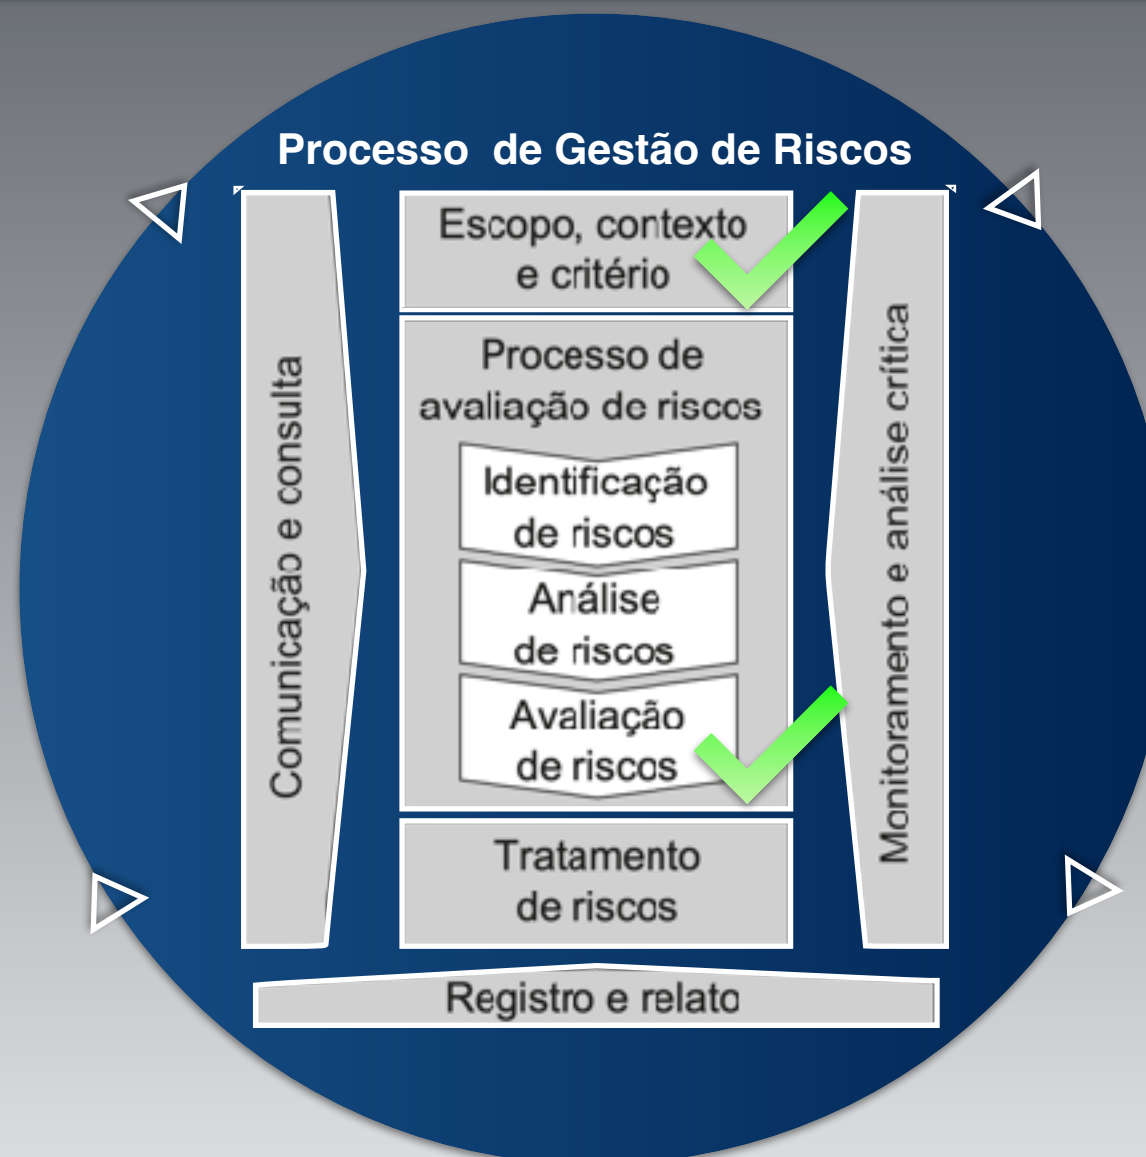 Processo de Gestão de Riscos
Comunicação e consulta
Escopo, contexto
e critério
Processo de
avaliação de riscos
Identificação
de riscos
Análise
de riscos
Avaliação
de riscos
Tratamento
de riscos
Monitoramento e análise crítica
Registro e relato